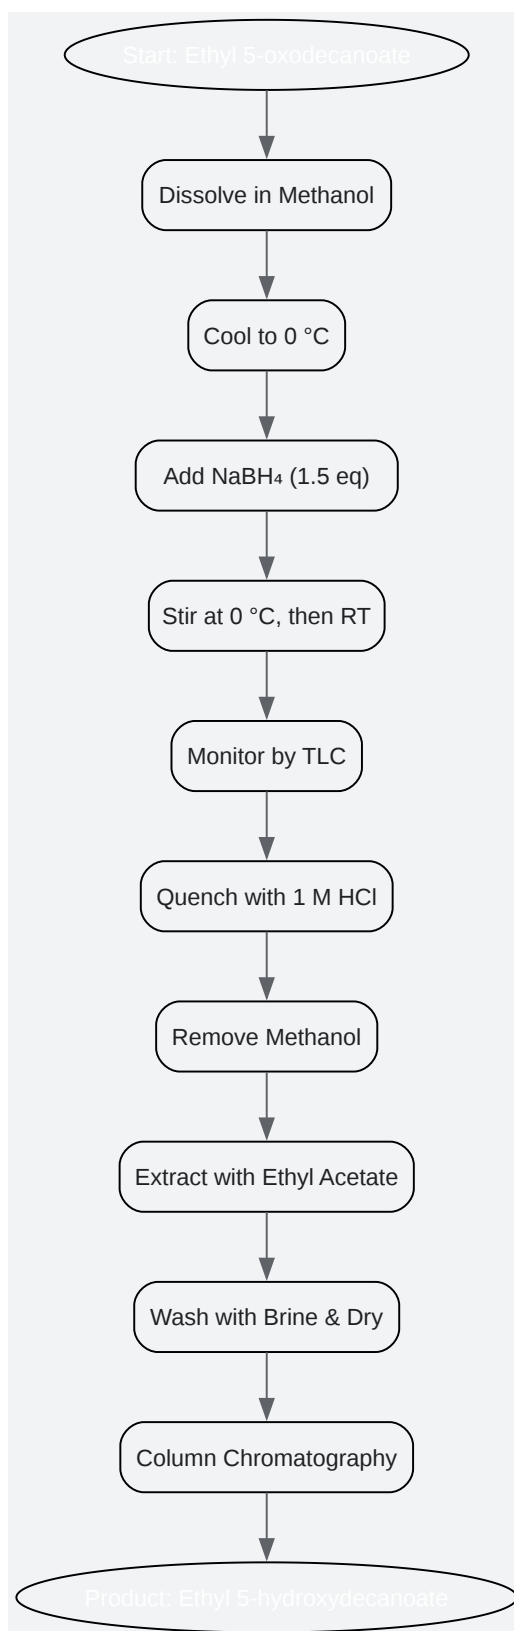 Start: Ethyl 5-oxodecanoate
Dissolve in Methanol
Cool to 0 °C
Add NaBH₄ (1.5 eq)
Stir at 0 °C, then RT
Monitor by TLC
Quench with 1 M HCl
Remove Methanol
Extract with Ethyl Acetate
Wash with Brine & Dry
Column Chromatography
Product: Ethyl 5-hydroxydecanoate